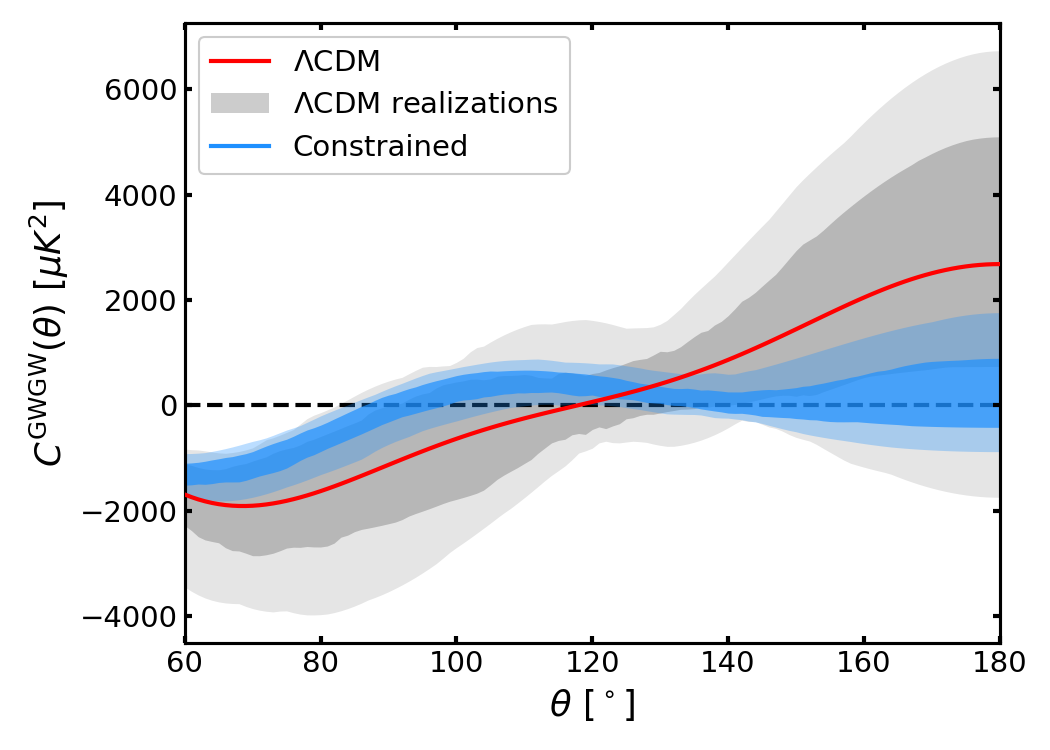 ΛCDM
ΛCDM realizations
Constrained
C^GWGW(θ) [μK²]
6000
4000
2000
0
−2000
−4000
60 80 100 120 140 160 180
θ [°]